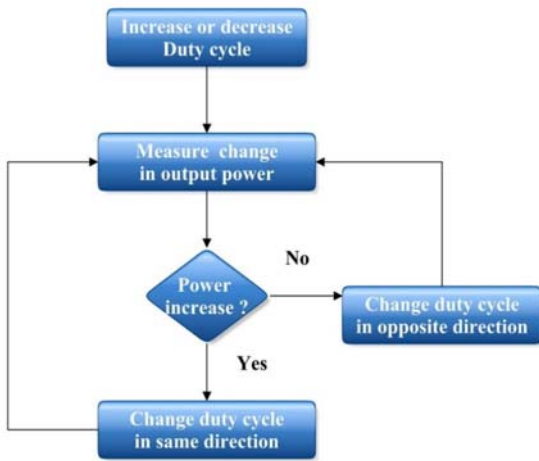 Increase or decrease
Duty cycle
Measure change
in output power
Power
increase ?
No
Change duty cycle
in opposite direction
Yes
Change duty cycle
in same direction